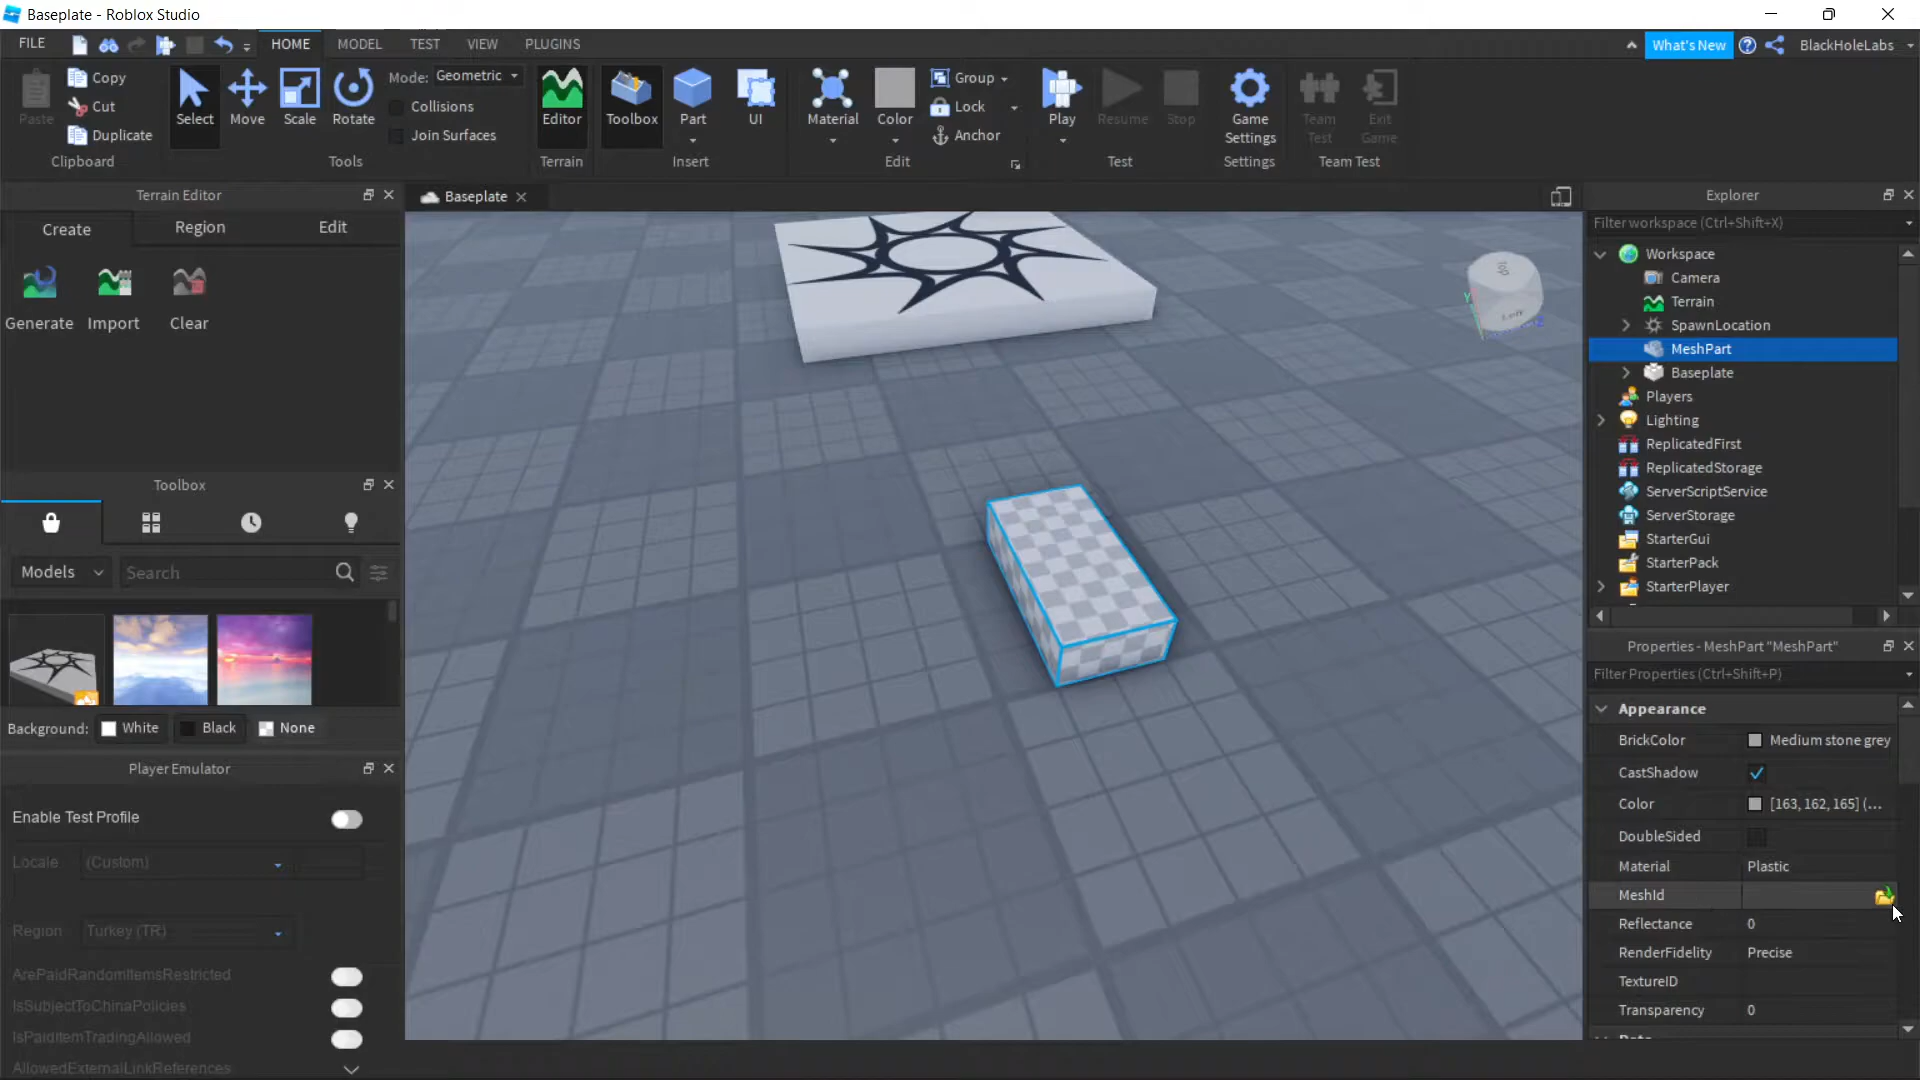 Baseplate - Roblox Studio
FILE HOME MODEL TEST VIEW PLUGINS What's New BlackHoleLabs
Paste Copy Cut Duplicate Clipboard
Select Move Scale Rotate Mode: Geometric Collisions Join Surfaces Tools
Editor Terrain
Toolbox Part UI Insert
Material Color Group Lock Anchor Edit
Play Resume Stop Test
Game Settings Settings
Team Test Exit Game Team Test
Terrain Editor
Create Region Edit
Generate Import Clear
Toolbox
Models Search
Background: White Black None
Player Emulator
Enable Test Profile
Locale (Custom)
Region Turkey (TR)
ArePaidRandomItemsRestricted
IsSubjectToChinaPolicies
IsPaidItemTradingAllowed
AllowedExternalLinkReferences
Baseplate
Top
Left
Y
Explorer
Filter workspace (Ctrl+Shift+X)
Workspace
Camera
Terrain
SpawnLocation
MeshPart
Baseplate
Players
Lighting
ReplicatedFirst
ReplicatedStorage
ServerScriptService
ServerStorage
StarterGui
StarterPack
StarterPlayer
Properties - MeshPart "MeshPart"
Filter Properties (Ctrl+Shift+P)
Appearance
BrickColor Medium stone grey
CastShadow
Color [163, 162, 165] (...
DoubleSided
Material Plastic
MeshId
Reflectance 0
RenderFidelity Precise
TextureID
Transparency 0